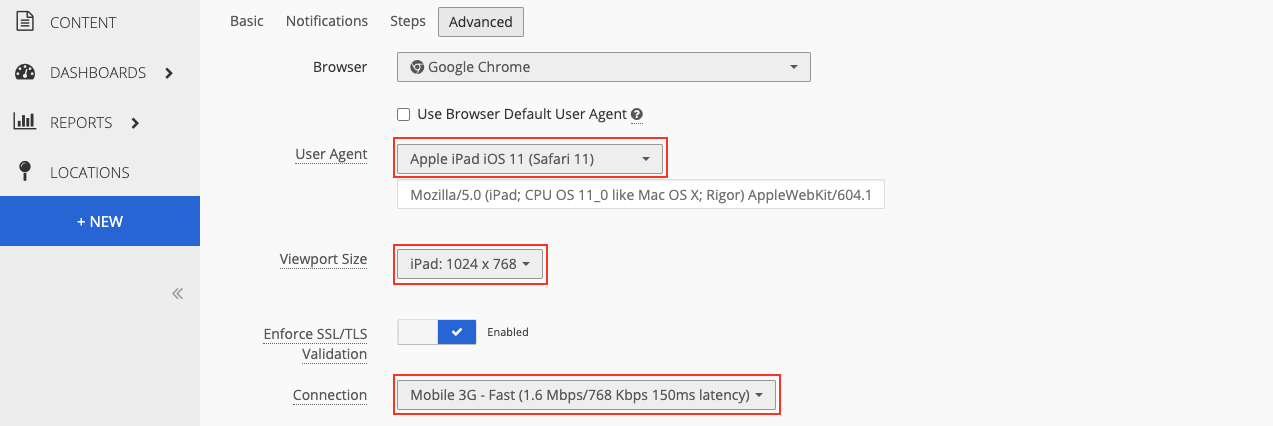 CONTENT
DASHBOARDS
REPORTS
LOCATIONS
+ NEW
Basic Notifications Steps Advanced
Browser Google Chrome
Use Browser Default User Agent ?
User Agent Apple iPad iOS 11 (Safari 11)
Mozilla/5.0 (iPad; CPU OS 11_0 like Mac OS X; Rigor) AppleWebKit/604.1
Viewport Size iPad: 1024 x 768
Enforce SSL/TLS
Validation
Enabled
Connection Mobile 3G - Fast (1.6 Mbps/768 Kbps 150ms latency)